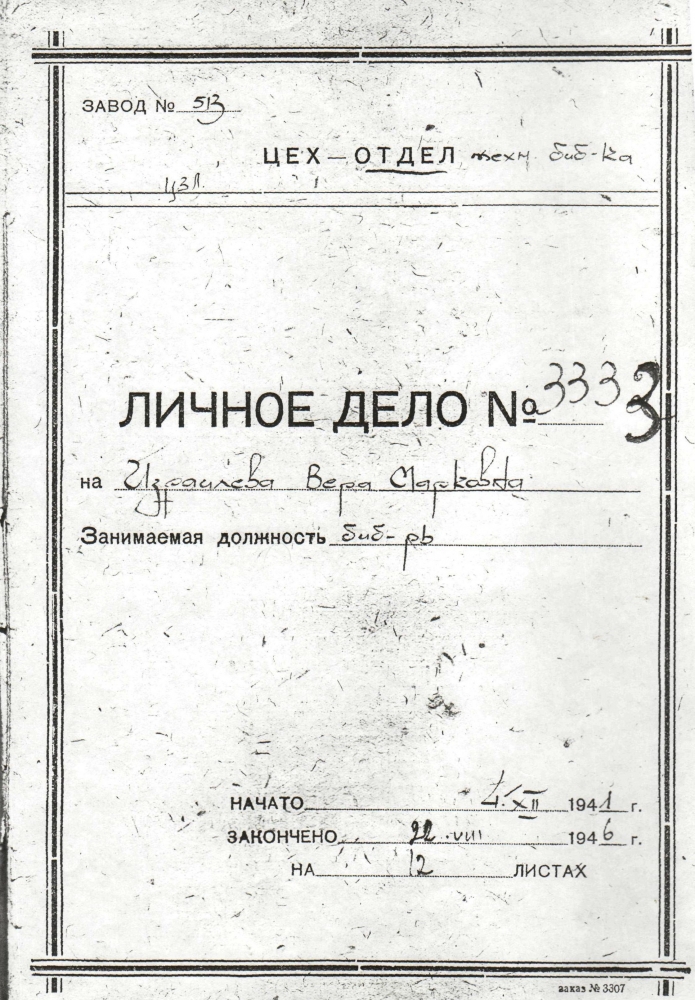 ЗАВОД № 513
ЦЕХ — ОТДЕЛ техн. биб-ка
ЦЗЛ.
ЛИЧНОЕ ДЕЛО № 3333
на Израилева Вера Марковна
Занимаемая должность биб-рь
НАЧАТО 4.XII 1941 г.
ЗАКОНЧЕНО 22.VIII 1946 г.
НА 12 ЛИСТАХ
заказ № 3307